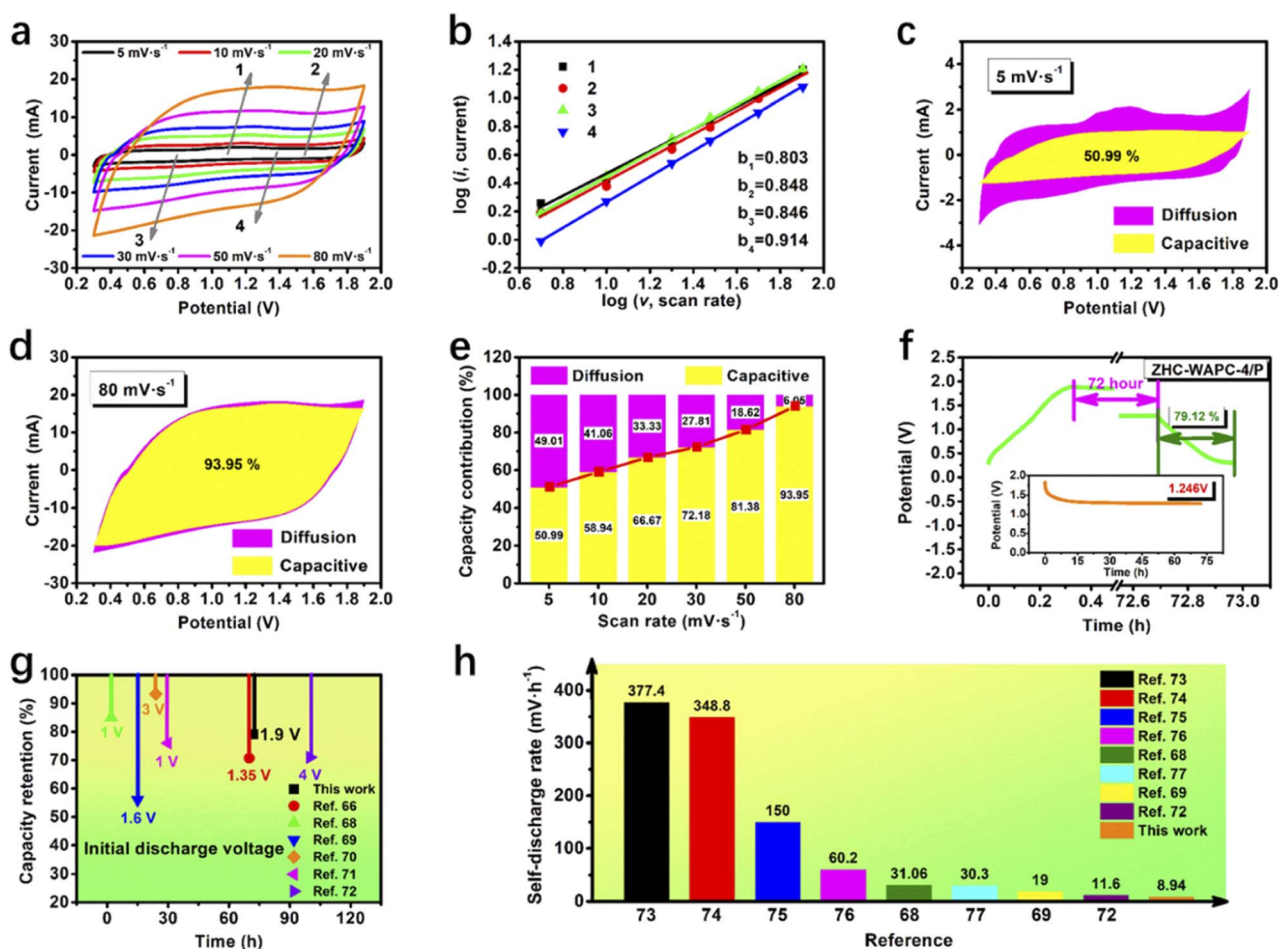 a
30
20
10
0
-10
-20
-30
Current (mA)
5 mV·s⁻¹ 10 mV·s⁻¹ 20 mV·s⁻¹
1 2
3 4
30 mV·s⁻¹ 50 mV·s⁻¹ 80 mV·s⁻¹
0.2 0.4 0.6 0.8 1.0 1.2 1.4 1.6 1.8 2.0
Potential (V)
b
1.4
1.2
1.0
0.8
0.6
0.4
0.2
0.0
-0.2
log (i, current)
1
2
3
4
b₁=0.803
b₂=0.848
b₃=0.846
b₄=0.914
0.6 0.8 1.0 1.2 1.4 1.6 1.8 2.0
log (v, scan rate)
c
4
2
0
-2
-4
Current (mA)
5 mV·s⁻¹
50.99 %
Diffusion
Capacitive
0.2 0.4 0.6 0.8 1.0 1.2 1.4 1.6 1.8 2.0
Potential (V)
d
30
20
10
0
-10
-20
-30
Current (mA)
80 mV·s⁻¹
93.95 %
Diffusion
Capacitive
0.2 0.4 0.6 0.8 1.0 1.2 1.4 1.6 1.8 2.0
Potential (V)
e
120
100
80
60
40
20
0
Capacity contribution (%)
Diffusion Capacitive
49.01 41.06 33.33 27.81 18.62 6.05
50.99 58.94 66.67 72.18 81.38 93.95
5 10 20 30 50 80
Scan rate (mV·s⁻¹)
f
2.5
2.0
1.5
1.0
0.5
0.0
-0.5
-1.0
-1.5
-2.0
Potential (V)
ZHC-WAPC-4/P
72 hour
79.12 %
2.0
1.5
1.0
0.5
0.0
Potential (V)
1.246V
0 15 30 45 60 75
Time (h)
0.0 0.2 0.4 72.6 72.8 73.0
Time (h)
g
100
90
80
70
60
50
40
30
20
Capacity retention (%)
1 V
1.6 V
3 V
1 V
1.35 V
1.9 V
4 V
Initial discharge voltage
This work
Ref. 66
Ref. 68
Ref. 69
Ref. 70
Ref. 71
Ref. 72
0 30 60 90 120
Time (h)
h
400
300
200
100
0
Self-discharge rate (mV·h⁻¹)
377.4 348.8 150 60.2 31.06 30.3 19 11.6 8.94
Ref. 73
Ref. 74
Ref. 75
Ref. 76
Ref. 68
Ref. 77
Ref. 69
Ref. 72
This work
73 74 75 76 68 77 69 72
Reference